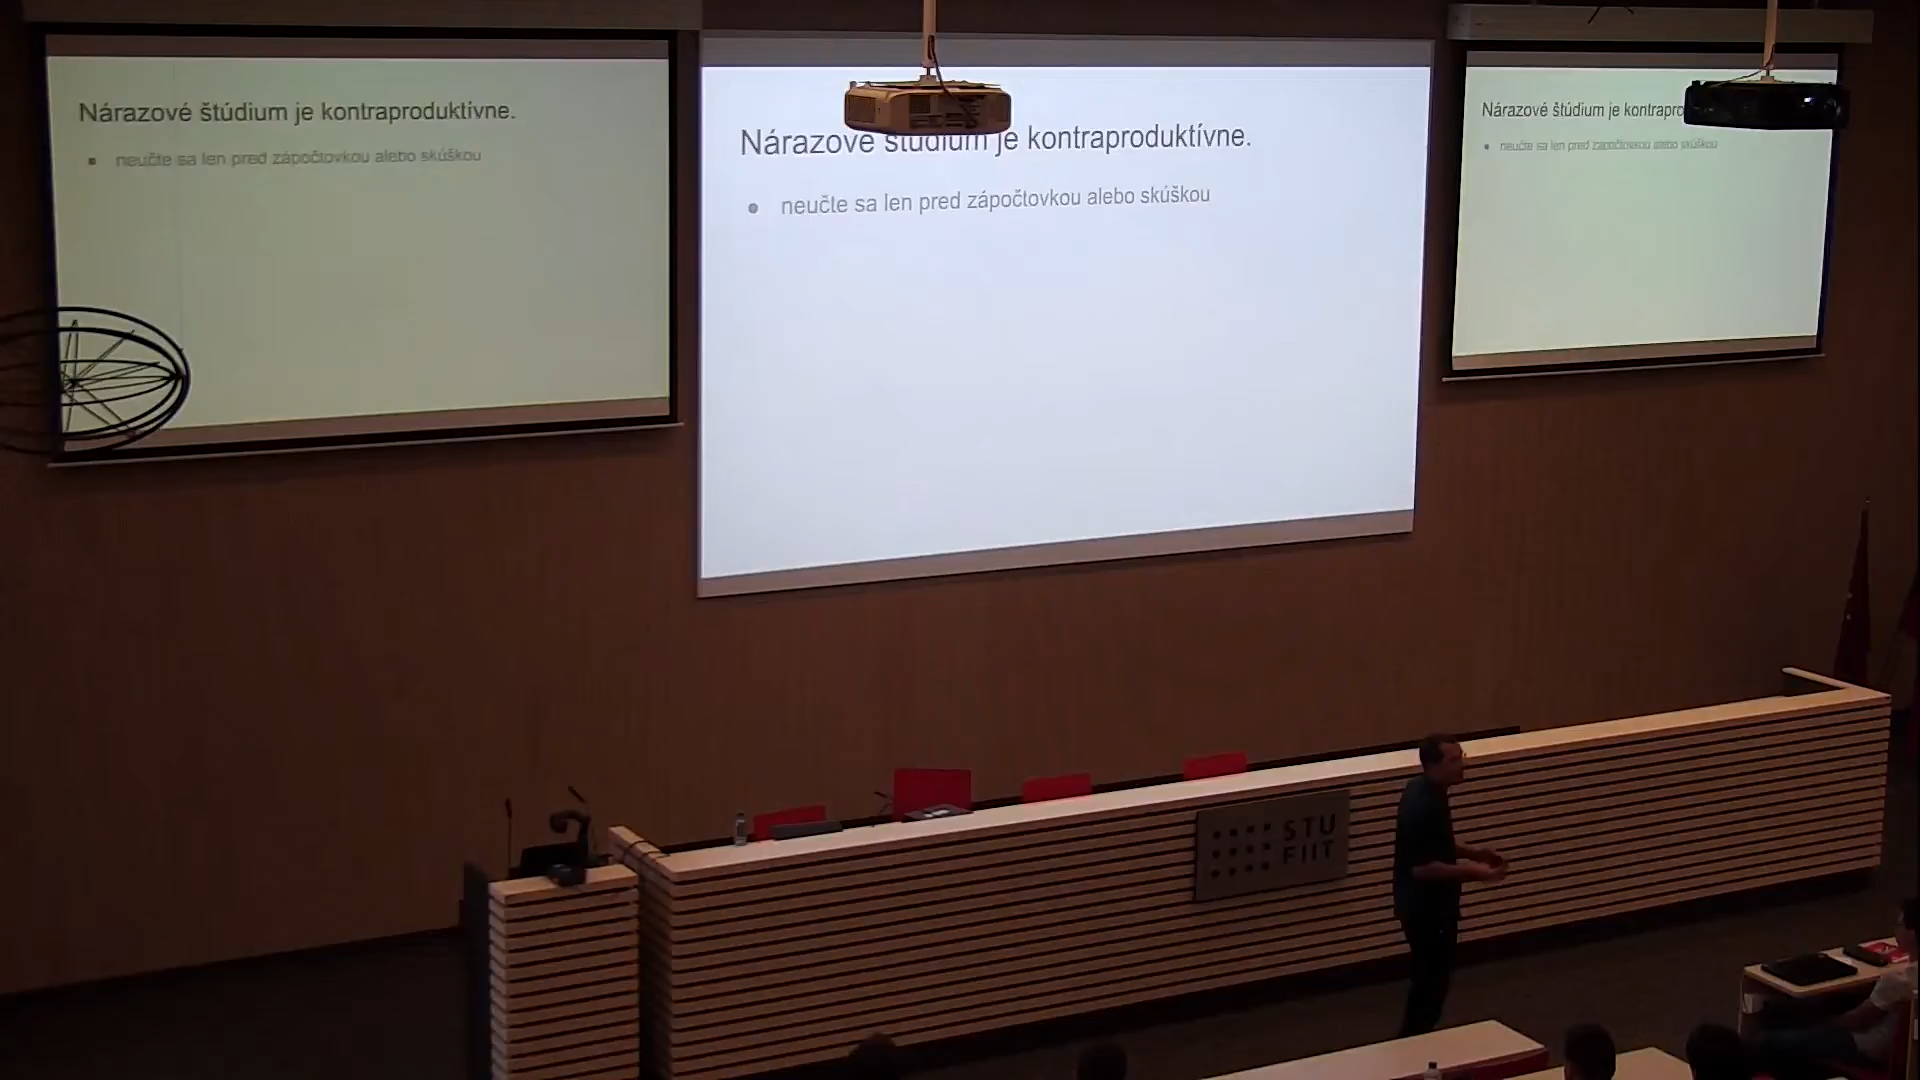 Nárazové štúdium je kontraproduktívne.
neučte sa len pred zápočtovkou alebo skúškou
Nárazové štúdium je kontraproduktívne.
neučte sa len pred zápočtovkou alebo skúškou
Nárazové štúdium je kontrapro
neučte sa len pred zápočtovkou alebo skúškou
STU
FIIT